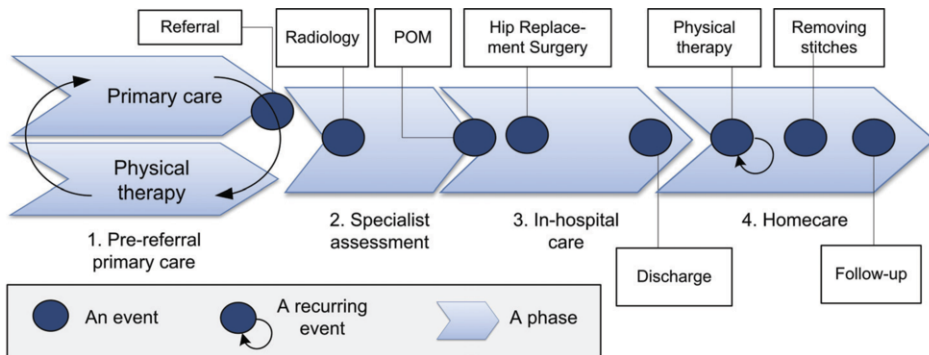 Referral
Radiology
POM
Hip Replace-
ment Surgery
Physical
therapy
Removing
stitches
Primary care
Physical
therapy
1. Pre-referral
primary care
2. Specialist
assessment
3. In-hospital
care
4. Homecare
Discharge
Follow-up
An event
A recurring
event
A phase